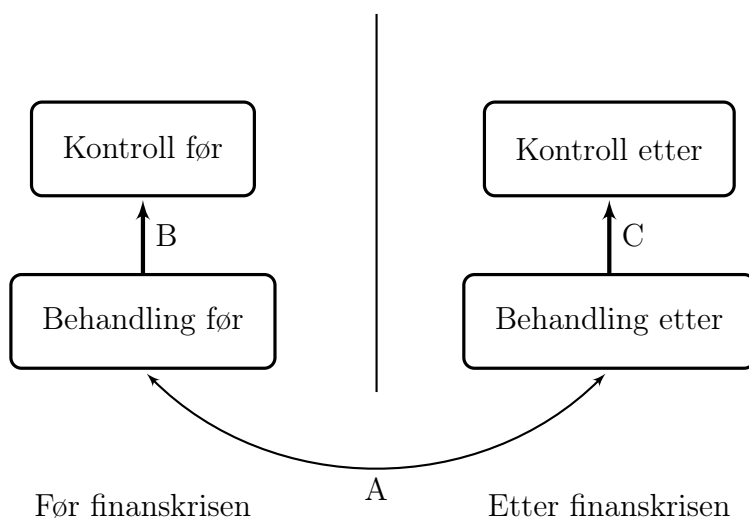 Kontroll før
Kontroll etter
B
C
Behandling før
Behandling etter
A
Før finanskrisen
Etter finanskrisen